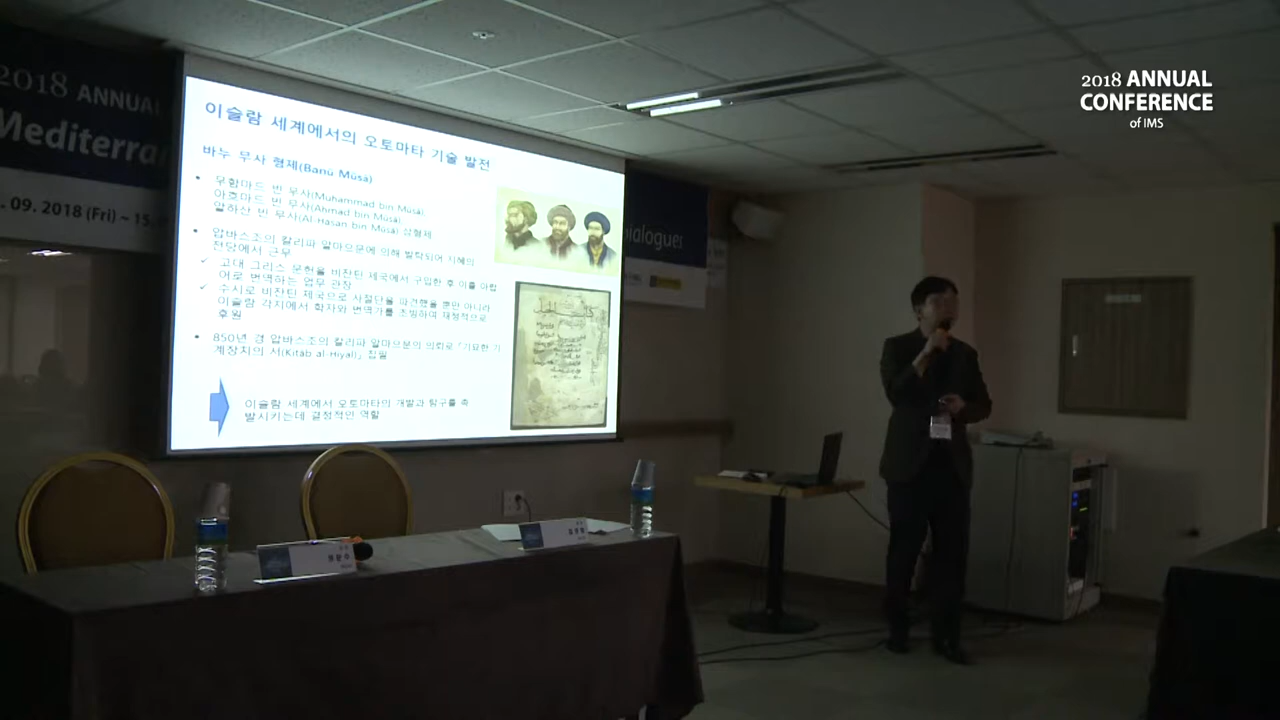 2018 ANNUAL
CONFERENCE
of IMS
2018 ANNUAL
Mediterra
. 09. 2018 (Fri) ~ 15.
Dialogues
이슬람 세계에서의 오토마타 기술 발전
바누 무사 형제(Banū Mūsā)
• 무함마드 빈 무사(Muhammad bin Mūsā),
아흐마드 빈 무사(Ahmad bin Mūsā),
알하산 빈 무사(Al-Hasan bin Mūsā) 삼형제
• 압바스조의 칼리파 알마으문에 의해 발탁되어 지혜의
전당에서 근무
✓ 고대 그리스 문헌을 비잔틴 제국에서 구입한 후 이를 아랍
어로 번역하는 업무 관장
✓ 수시로 비잔틴 제국으로 사절단을 파견했을 뿐만 아니라
이슬람 각지에서 학자와 번역가를 초빙하여 재정적으로
후원
• 850년 경 압바스조의 칼리파 알마으문의 의뢰로 「기묘한 기
계장치의 서(Kitāb al-Hiyal)」 집필
이슬람 세계에서 오토마타의 개발과 탐구를 촉
발시키는데 결정적인 역할